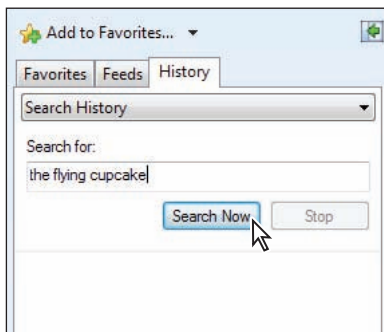 Add to Favorites...
Favorites Feeds History
Search History
Search for:
the flying cupcake
Search Now Stop